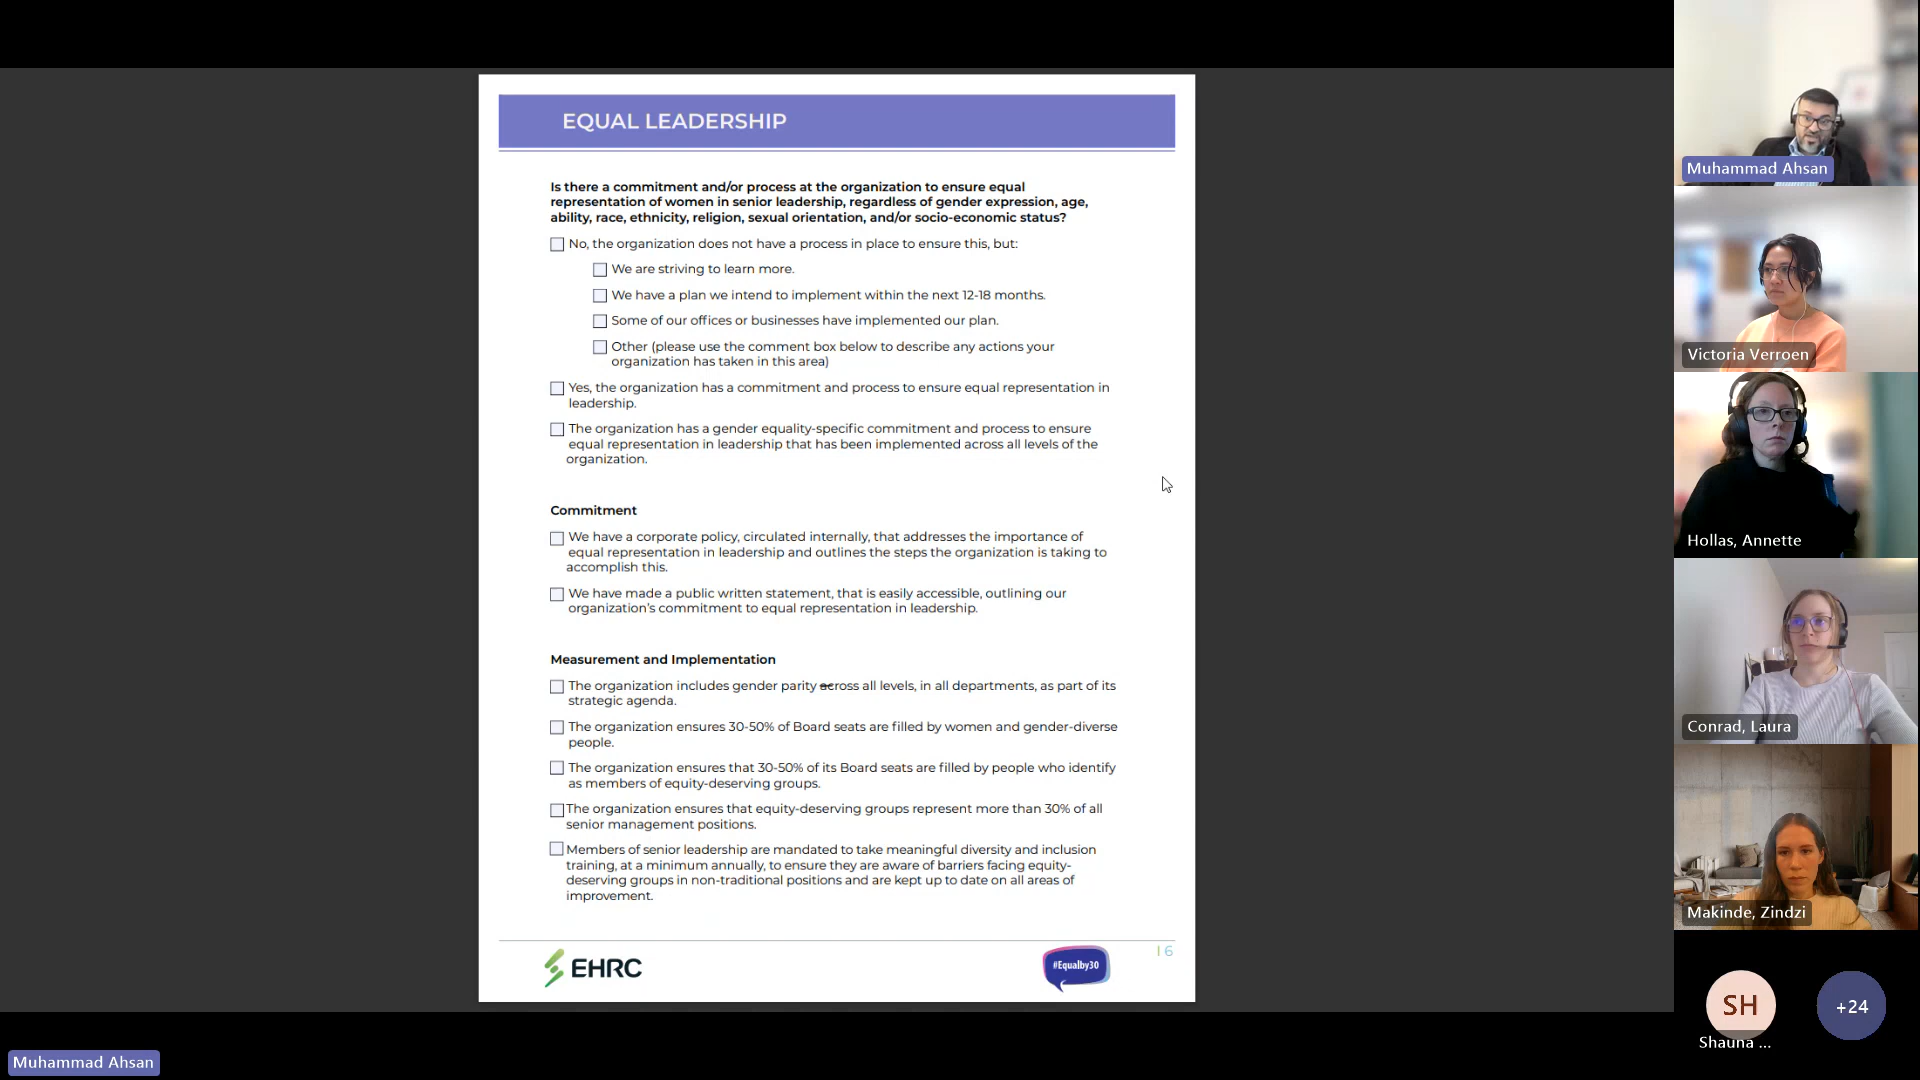 EQUAL LEADERSHIP
Is there a commitment and/or process at the organization to ensure equal
representation of women in senior leadership, regardless of gender expression, age,
ability, race, ethnicity, religion, sexual orientation, and/or socio-economic status?
No, the organization does not have a process in place to ensure this, but:
We are striving to learn more.
We have a plan we intend to implement within the next 12-18 months.
Some of our offices or businesses have implemented our plan.
Other (please use the comment box below to describe any actions your
organization has taken in this area)
Yes, the organization has a commitment and process to ensure equal representation in
leadership.
The organization has a gender equality-specific commitment and process to ensure
equal representation in leadership that has been implemented across all levels of the
organization.
Commitment
We have a corporate policy, circulated internally, that addresses the importance of
equal representation in leadership and outlines the steps the organization is taking to
accomplish this.
We have made a public written statement, that is easily accessible, outlining our
organization's commitment to equal representation in leadership.
Measurement and Implementation
The organization includes gender parity across all levels, in all departments, as part of its
strategic agenda.
The organization ensures 30-50% of Board seats are filled by women and gender-diverse
people.
The organization ensures that 30-50% of its Board seats are filled by people who identify
as members of equity-deserving groups.
The organization ensures that equity-deserving groups represent more than 30% of all
senior management positions.
Members of senior leadership are mandated to take meaningful diversity and inclusion
training, at a minimum annually, to ensure they are aware of barriers facing equity-
deserving groups in non-traditional positions and are kept up to date on all areas of
improvement.
EHRC
#Equalby30
| 6
Muhammad Ahsan
Victoria Verroen
Hollas, Annette
Conrad, Laura
Makinde, Zindzi
SH
+24
Shauna ...
Muhammad Ahsan